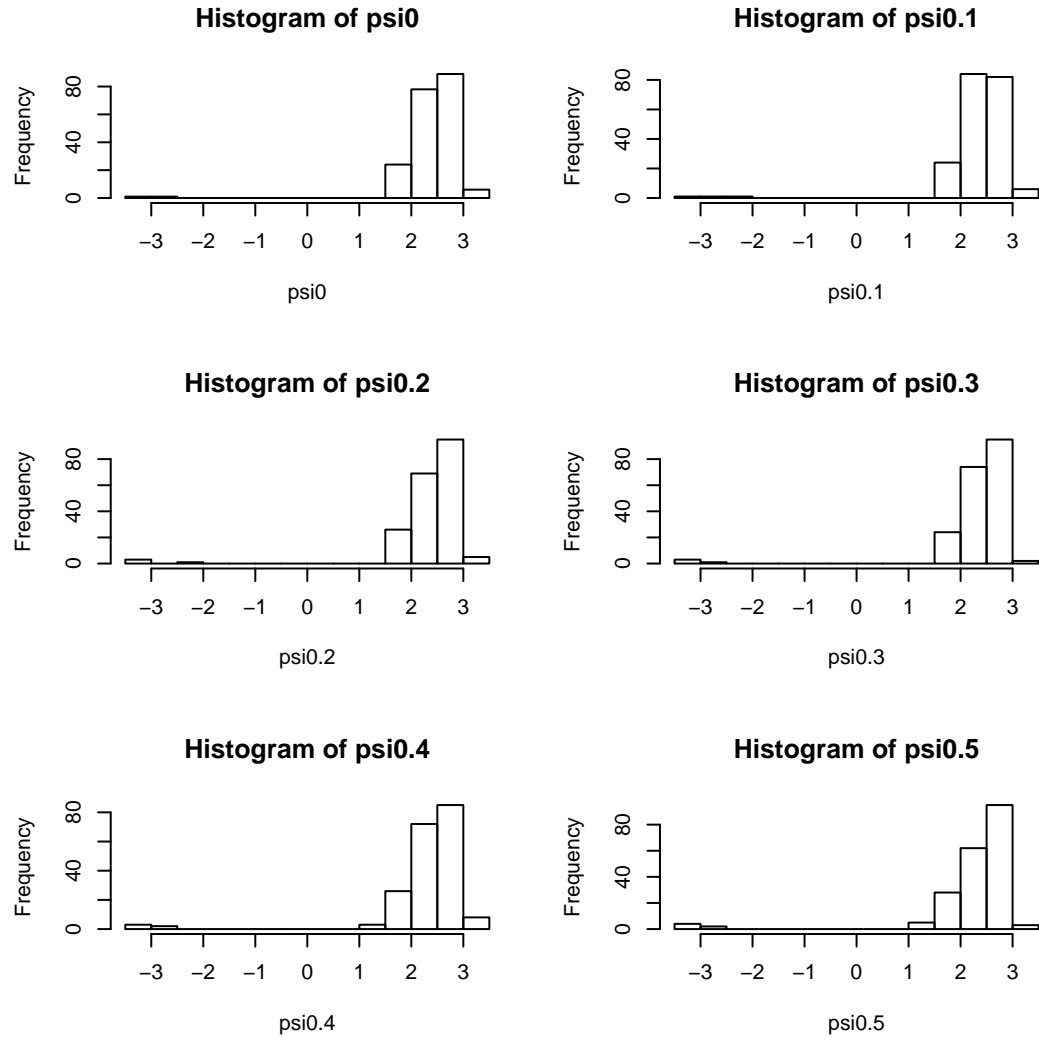 Histogram of psi0
Frequency
0 40 80
−3 −2 −1 0 1 2 3
psi0
Histogram of psi0.1
Frequency
0 40 80
−3 −2 −1 0 1 2 3
psi0.1
Histogram of psi0.2
Frequency
0 40 80
−3 −2 −1 0 1 2 3
psi0.2
Histogram of psi0.3
Frequency
0 40 80
−3 −2 −1 0 1 2 3
psi0.3
Histogram of psi0.4
Frequency
0 40 80
−3 −2 −1 0 1 2 3
psi0.4
Histogram of psi0.5
Frequency
0 40 80
−3 −2 −1 0 1 2 3
psi0.5